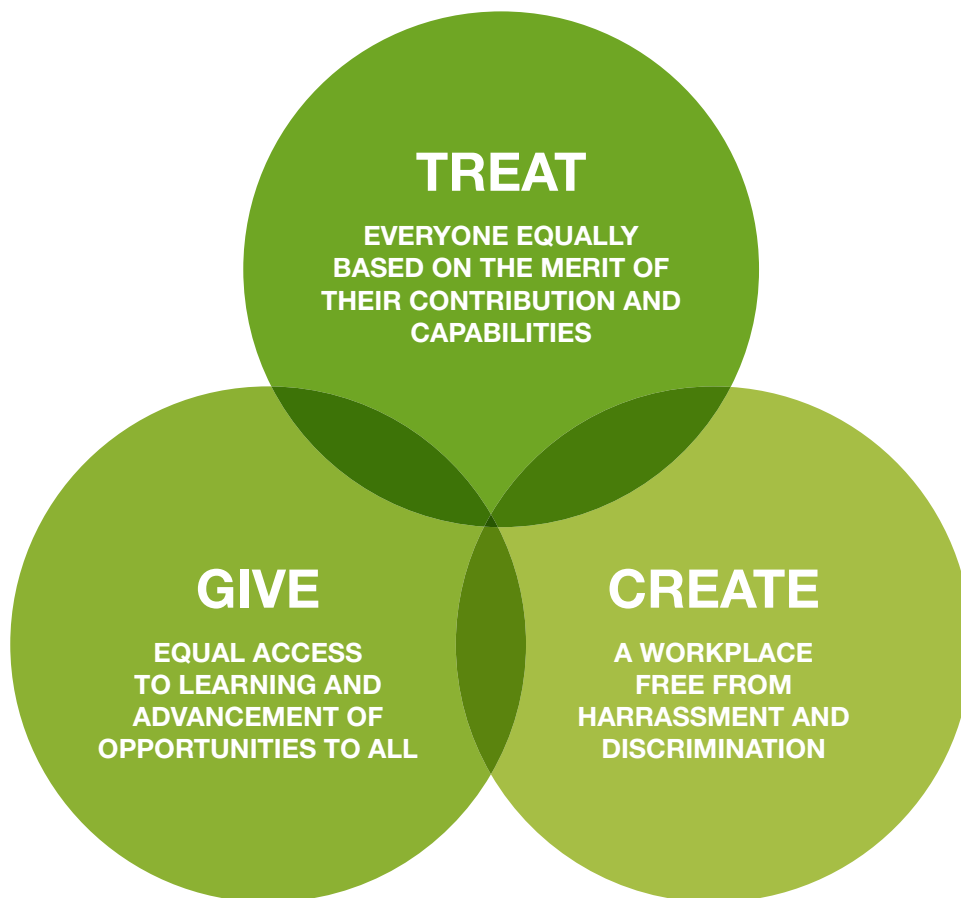 TREAT
EVERYONE EQUALLY
BASED ON THE MERIT OF
THEIR CONTRIBUTION AND
CAPABILITIES
GIVE
EQUAL ACCESS
TO LEARNING AND
ADVANCEMENT OF
OPPORTUNITIES TO ALL
CREATE
A WORKPLACE
FREE FROM
HARRASSMENT AND
DISCRIMINATION